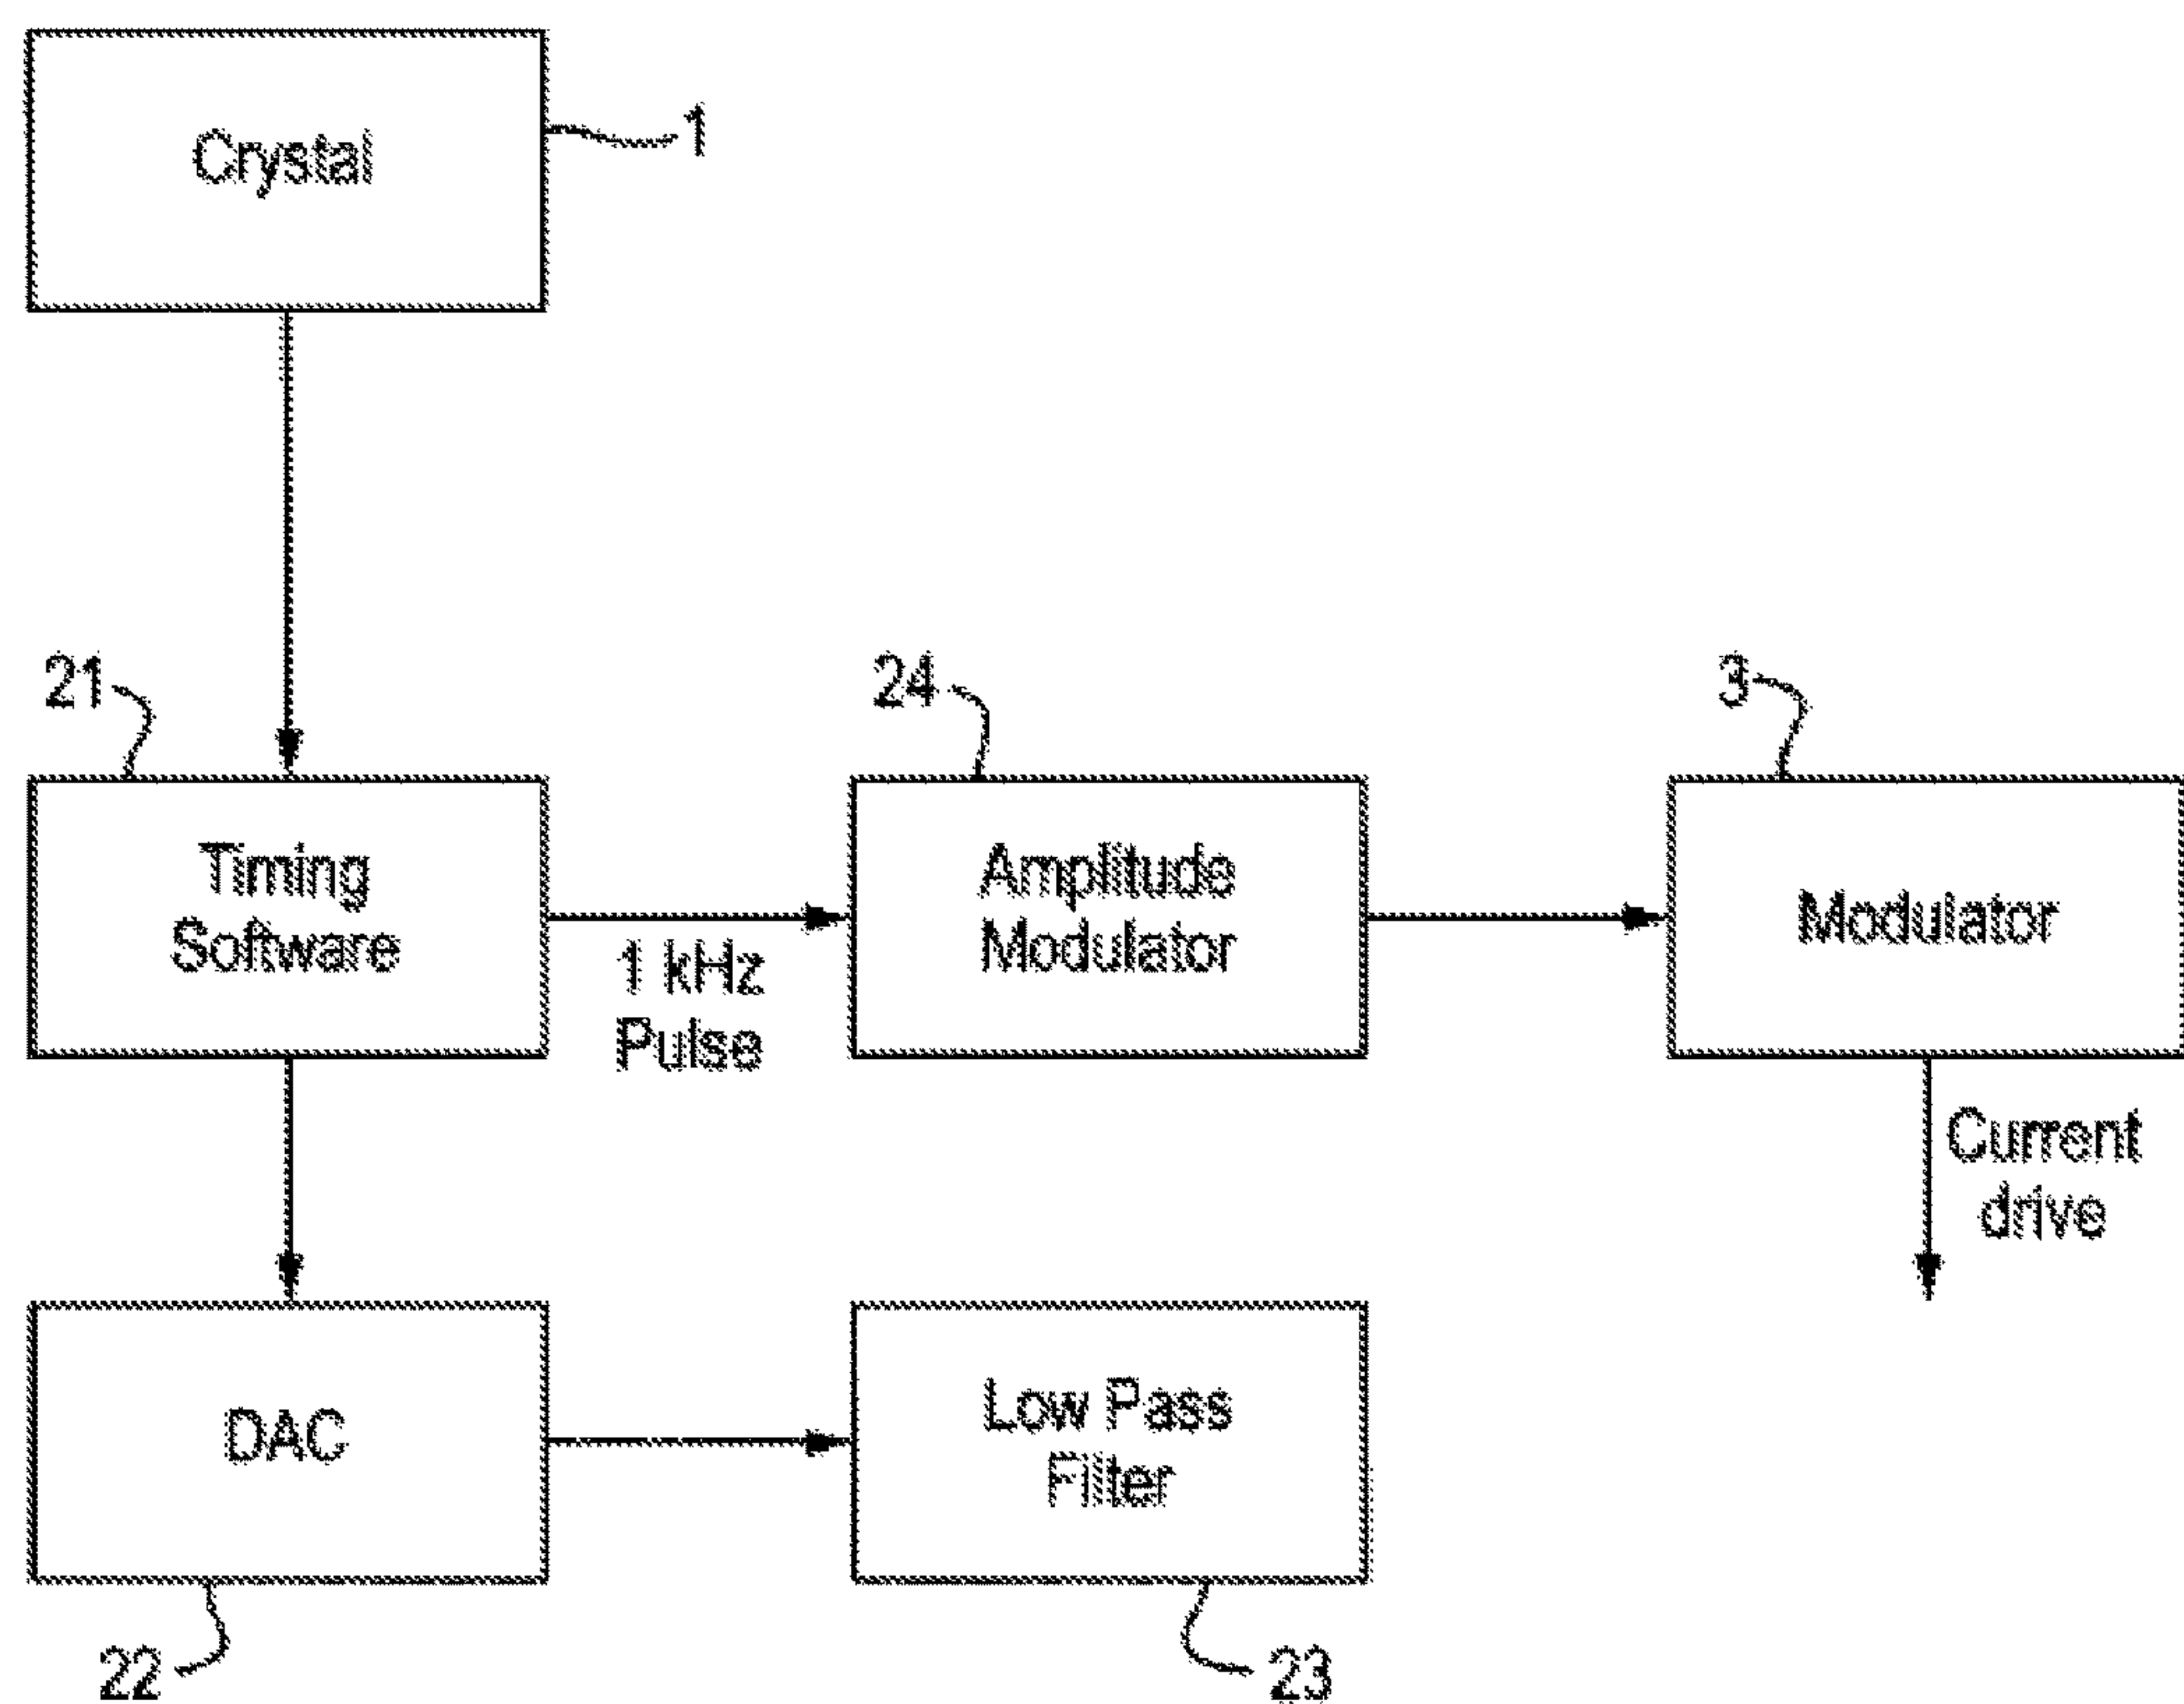 Crystal
1
21
24
3
Timing
Software
1 kHz
Pulse
Amplitude
Modulator
Modulator
Current
drive
DAC
Low Pass
Filter
22
23